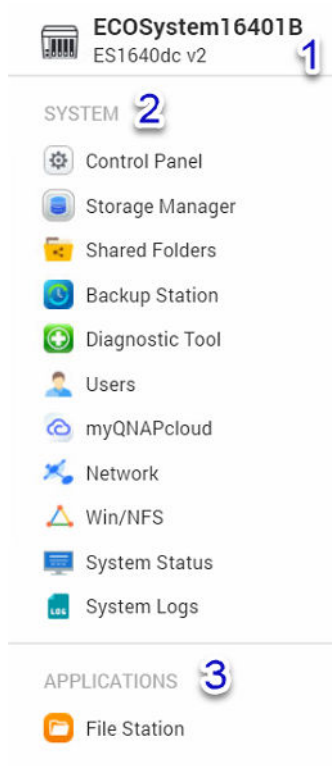 ECOSystem16401B
ES1640dc v2
1
SYSTEM 2
Control Panel
Storage Manager
Shared Folders
Backup Station
Diagnostic Tool
Users
myQNAPcloud
Network
Win/NFS
System Status
LOG System Logs
APPLICATIONS 3
File Station